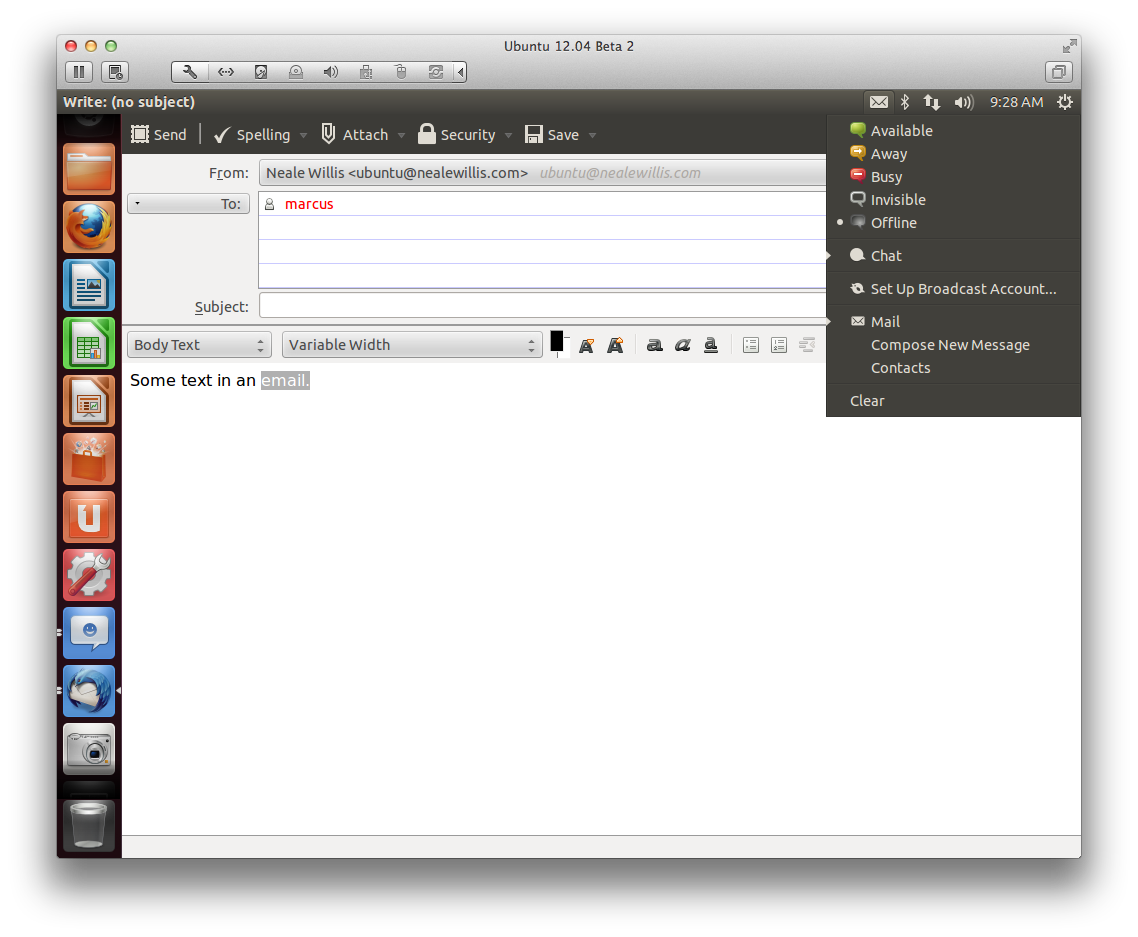 Ubuntu 12.04 Beta 2
Write: (no subject)
9:28 AM
Send
Spelling
Attach
Security
Save
From:
Neale Willis <ubuntu@nealewillis.com>
ubuntu@nealewillis.com
To:
marcus
Subject:
Body Text
Variable Width
Some text in an email.
Available
Away
Busy
Invisible
Offline
Chat
Set Up Broadcast Account...
Mail
Compose New Message
Contacts
Clear